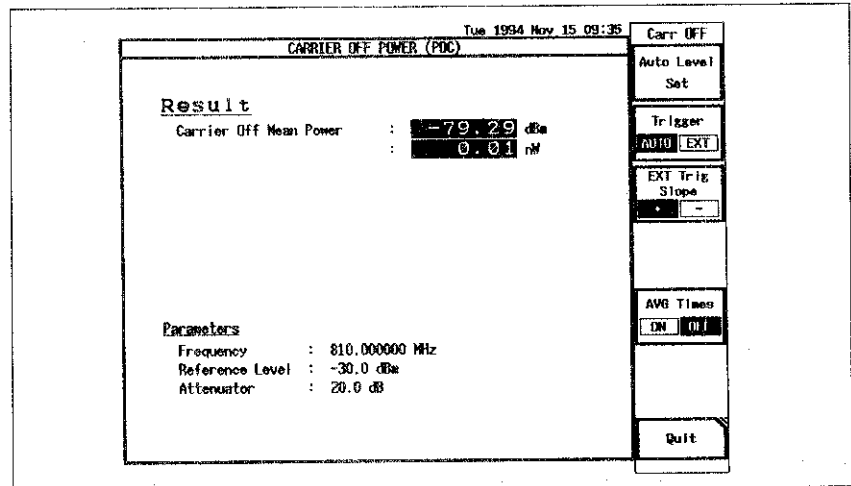 Tue 1994 Nov 15 09:35
CARRIER OFF POWER (PDC)
Result
Carrier Off Mean Power : -79.29 dBm
: 0.01 nW
Parameters
Frequency : 810.000000 MHz
Reference Level : -30.0 dBm
Attenuator : 20.0 dB
Carr OFF
Auto Level
Set
Trigger
AUTO EXT
EXT Trig
Slope
+ -
AVG Times
ON OFF
Quit